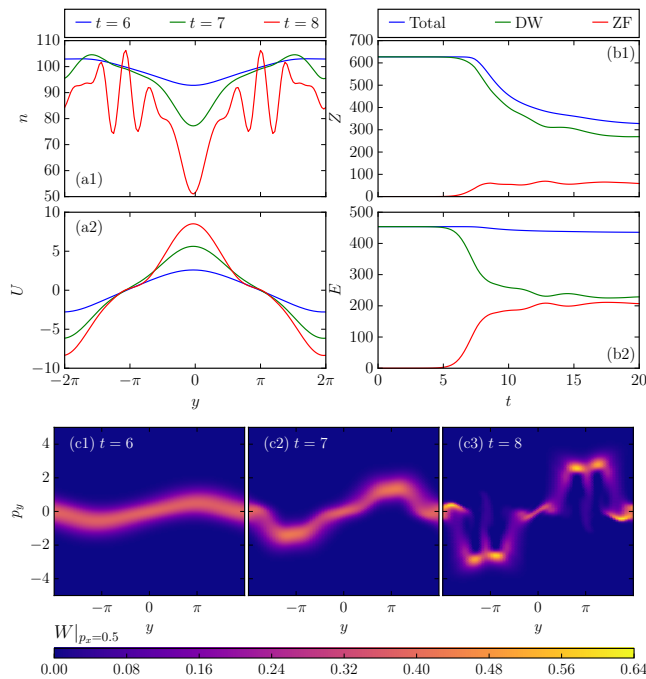 t = 6 t = 7 t = 8
Total DW ZF
110
100
90
80
70
60
50
n
(a1)
700
600
500
400
300
200
100
0
Z
(b1)
10
5
0
−5
−10
U
(a2)
−2π −π 0 π 2π
y
500
400
300
200
100
0
E
(b2)
0 5 10 15 20
t
(c1) t = 6
(c2) t = 7
(c3) t = 8
4
2
0
−2
−4
p_y
−π 0 π
−π 0 π
−π 0 π
y
y
y
W|_{p_x=0.5}
0.00 0.08 0.16 0.24 0.32 0.40 0.48 0.56 0.64